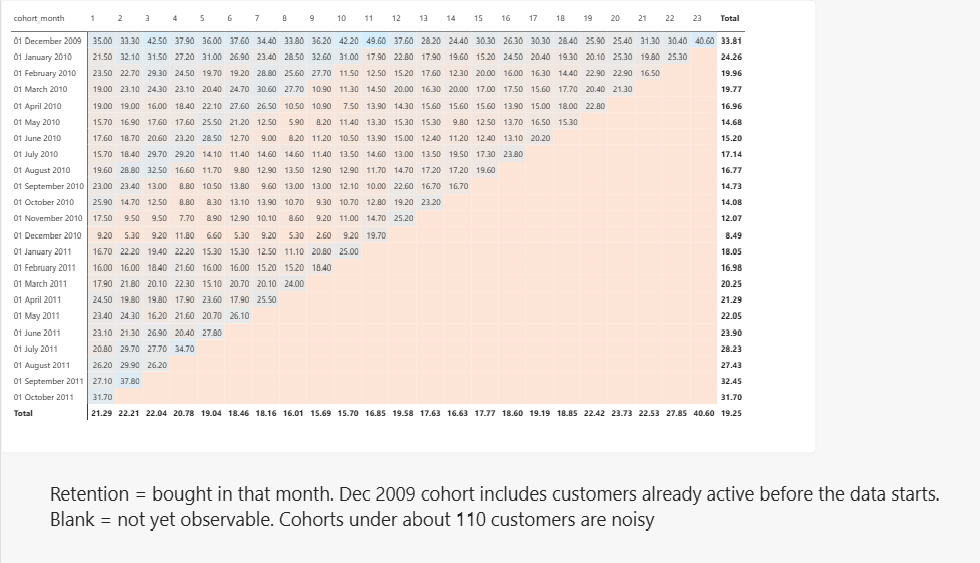 cohort_month 1 2 3 4 5 6 7 8 9 10 11 12 13 14 15 16 17 18 19 20 21 22 23 Total
01 December 2009 35.00 33.30 42.50 37.90 36.00 37.60 34.40 33.80 36.20 42.20 49.60 37.60 28.20 24.40 30.30 26.30 30.30 28.40 25.90 25.40 31.30 30.40 40.60 33.81
01 January 2010 21.50 32.10 31.50 27.20 31.00 26.90 23.40 28.50 32.60 31.00 17.90 22.80 17.90 19.60 15.20 24.50 20.40 19.30 20.10 25.30 19.80 25.30 24.26
01 February 2010 23.50 22.70 29.30 24.50 19.70 19.20 28.80 25.60 27.70 11.50 12.50 15.20 17.60 12.30 20.00 16.00 16.30 14.40 22.90 22.90 16.50 19.96
01 March 2010 19.00 23.10 24.30 23.10 20.40 24.70 30.60 27.70 10.90 11.30 14.50 20.00 16.30 20.00 17.00 17.50 15.60 17.70 20.40 21.30 19.77
01 April 2010 19.00 19.00 16.00 18.40 22.10 27.60 26.50 10.50 10.90 7.50 13.90 14.30 15.60 15.60 15.60 13.90 15.00 18.00 22.80 16.96
01 May 2010 15.70 16.90 17.60 17.60 25.50 21.20 12.50 5.90 8.20 11.40 13.30 15.30 15.30 9.80 12.50 13.70 16.50 15.30 14.68
01 June 2010 17.60 18.70 20.60 23.20 28.50 12.70 9.00 8.20 11.20 10.50 13.90 15.00 12.40 11.20 12.40 13.10 20.20 15.20
01 July 2010 15.70 18.40 29.70 29.20 14.10 11.40 14.60 14.60 11.40 13.50 14.60 13.00 13.50 19.50 17.30 23.80 17.14
01 August 2010 19.60 28.80 32.50 16.60 11.70 9.80 12.90 13.50 12.90 12.90 11.70 14.70 17.20 17.20 19.60 16.77
01 September 2010 23.00 23.40 13.00 8.80 10.50 13.80 9.60 13.00 13.00 12.10 10.00 22.60 16.70 16.70 14.73
01 October 2010 25.90 14.70 12.50 8.80 8.30 13.10 13.90 10.70 9.30 10.70 12.80 19.20 23.20 14.08
01 November 2010 17.50 9.50 9.50 7.70 8.90 12.90 10.10 8.60 9.20 11.00 14.70 25.20 12.07
01 December 2010 9.20 5.30 9.20 11.80 6.60 5.30 9.20 5.30 2.60 9.20 19.70 8.49
01 January 2011 16.70 22.20 19.40 22.20 15.30 15.30 12.50 11.10 20.80 25.00 18.05
01 February 2011 16.00 16.00 18.40 21.60 16.00 16.00 15.20 15.20 18.40 16.98
01 March 2011 17.90 21.80 20.10 22.30 15.10 20.70 20.10 24.00 20.25
01 April 2011 24.50 19.80 19.80 17.90 23.60 17.90 25.50 21.29
01 May 2011 23.40 24.30 16.20 21.60 20.70 26.10 22.05
01 June 2011 23.10 21.30 26.90 20.40 27.80 23.90
01 July 2011 20.80 29.70 27.70 34.70 28.23
01 August 2011 26.20 29.90 26.20 27.43
01 September 2011 27.10 37.80 32.45
01 October 2011 31.70 31.70
Total 21.29 22.21 22.04 20.78 19.04 18.46 18.16 16.01 15.69 15.70 16.85 19.58 17.63 16.63 17.77 18.60 19.19 18.85 22.42 23.73 22.53 27.85 40.60 19.25
Retention = bought in that month. Dec 2009 cohort includes customers already active before the data starts.
Blank = not yet observable. Cohorts under about 110 customers are noisy